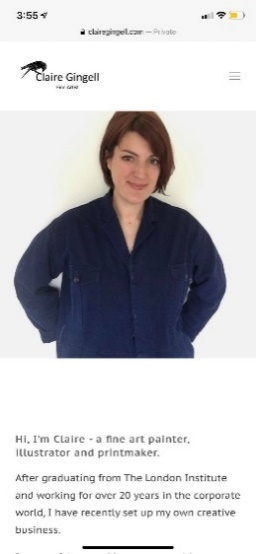 3:55
clairegingell.com — Private
Claire Gingell
Fine Artist
Hi, I'm Claire - a fine art painter,
illustrator and printmaker.
After graduating from The London Institute
and working for over 20 years in the corporate
world, I have recently set up my own creative
business.